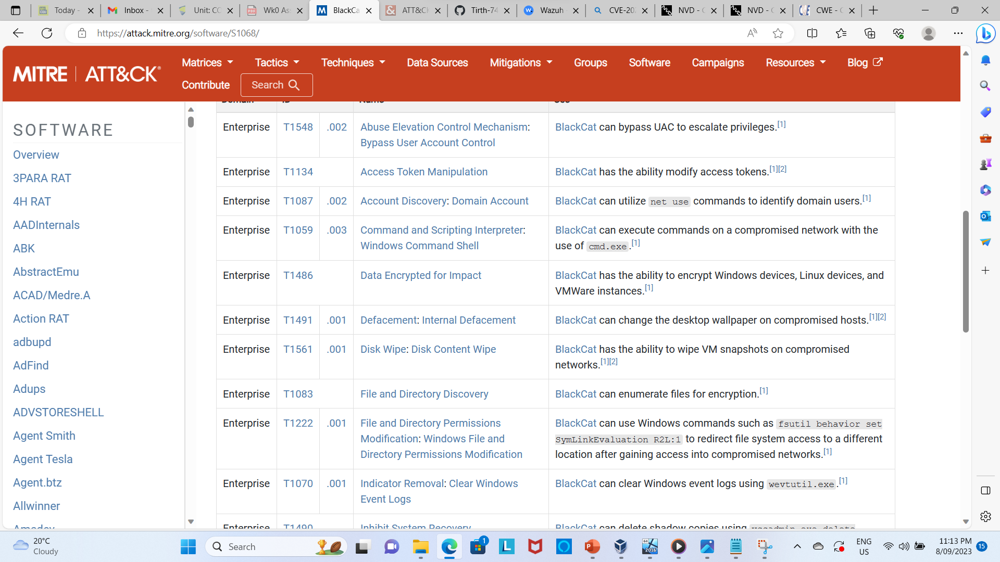 Today -
Inbox -
Unit: CC
Wk0 As
BlackCa
ATT&C
Tirth-74
Wazuh
CVE-202
NVD - C
NVD - C
CWE - C
https://attack.mitre.org/software/S1068/
MITRE | ATT&CK®
Matrices Tactics Techniques Data Sources Mitigations Groups Software Campaigns Resources Blog
Contribute Search
SOFTWARE
Overview
3PARA RAT
4H RAT
AADInternals
ABK
AbstractEmu
ACAD/Medre.A
Action RAT
adbupd
AdFind
Adups
ADVSTORESHELL
Agent Smith
Agent Tesla
Agent.btz
Allwinner
Amadey
Domain ID Name Use
Enterprise T1548 .002 Abuse Elevation Control Mechanism: BlackCat can bypass UAC to escalate privileges.[1]
Bypass User Account Control
Enterprise T1134 Access Token Manipulation BlackCat has the ability modify access tokens.[1][2]
Enterprise T1087 .002 Account Discovery: Domain Account BlackCat can utilize net use commands to identify domain users.[1]
Enterprise T1059 .003 Command and Scripting Interpreter: BlackCat can execute commands on a compromised network with the
Windows Command Shell use of cmd.exe.[1]
Enterprise T1486 Data Encrypted for Impact BlackCat has the ability to encrypt Windows devices, Linux devices, and
VMWare instances.[1]
Enterprise T1491 .001 Defacement: Internal Defacement BlackCat can change the desktop wallpaper on compromised hosts.[1][2]
Enterprise T1561 .001 Disk Wipe: Disk Content Wipe BlackCat has the ability to wipe VM snapshots on compromised
networks.[1][2]
Enterprise T1083 File and Directory Discovery BlackCat can enumerate files for encryption.[1]
Enterprise T1222 .001 File and Directory Permissions BlackCat can use Windows commands such as fsutil behavior set
Modification: Windows File and SymLinkEvaluation R2L:1 to redirect file system access to a different
Directory Permissions Modification location after gaining access into compromised networks.[1]
Enterprise T1070 .001 Indicator Removal: Clear Windows BlackCat can clear Windows event logs using wevtutil.exe.[1]
Event Logs
Enterprise T1490 Inhibit System Recovery BlackCat can delete shadow copies using vssadmin.exe delete
20°C
Cloudy
Search
1
64
2016
ENG
US
11:13 PM
8/09/2023
15